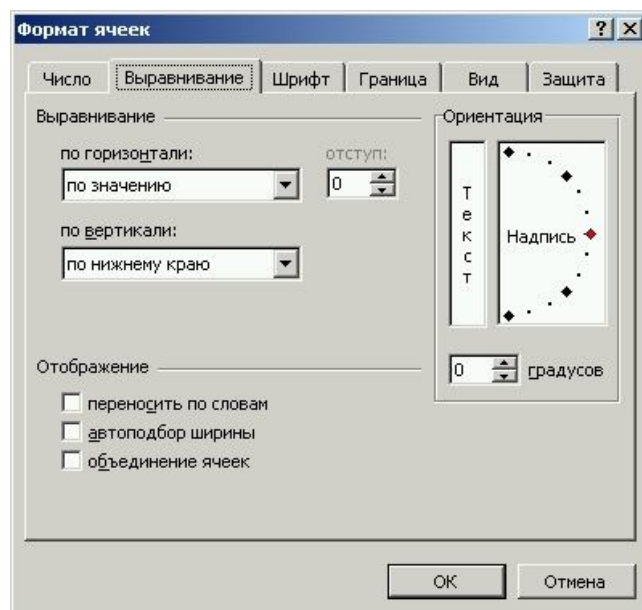 Формат ячеек
Число Выравнивание Шрифт Граница Вид Защита
Выравнивание
по горизонтали: отступ:
по значению 0
по вертикали:
по нижнему краю
Ориентация
Текст
Надпись
0 градусов
Отображение
переносить по словам
автоподбор ширины
объединение ячеек
ОК Отмена